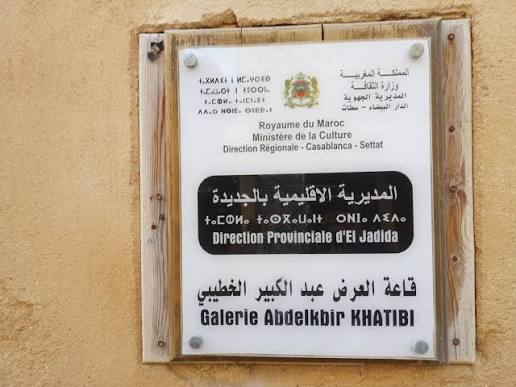 المملكة المغربية
وزارة الثقافة
المديرية الجهوية
الدار البيضاء - سطات
Royaume du Maroc
Ministère de la Culture
Direction Régionale - Casablanca - Settat
المديرية الاقليمية بالجديدة
Direction Provinciale d'El Jadida
قاعة العرض عبد الكبير الخطيبي
Galerie Abdelkbir KHATIBI